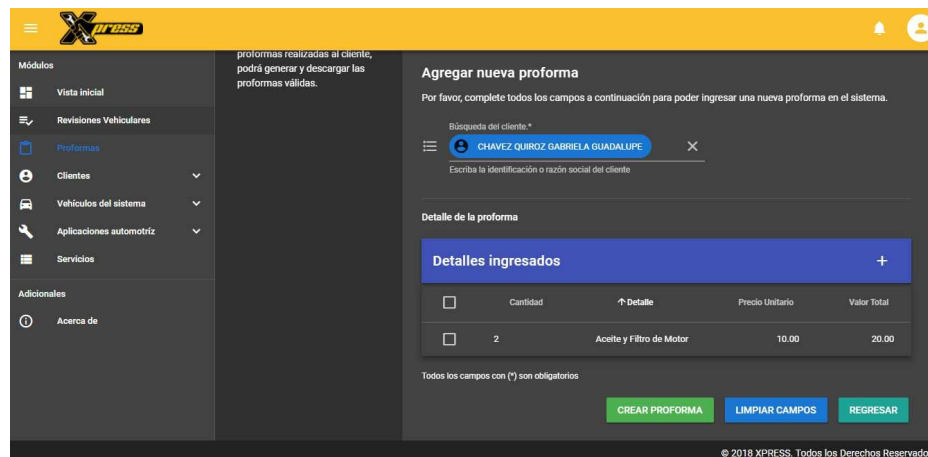 Xpress
Módulos
Vista inicial
Revisiones Vehiculares
Proformas
Clientes
Vehículos del sistema
Aplicaciones automotríz
Servicios
Adicionales
Acerca de
proformas realizadas al cliente,
podrá generar y descargar las
proformas válidas.
Agregar nueva proforma
Por favor, complete todos los campos a continuación para poder ingresar una nueva proforma en el sistema.
Búsqueda del cliente.*
CHAVEZ QUIROZ GABRIELA GUADALUPE
Escriba la identificación o razón social del cliente
Detalle de la proforma
Detalles ingresados
Cantidad Detalle Precio Unitario Valor Total
2 Aceite y Filtro de Motor 10.00 20.00
Todos los campos con (*) son obligatorios
CREAR PROFORMA LIMPIAR CAMPOS REGRESAR
© 2018 XPRESS. Todos los Derechos Reservado